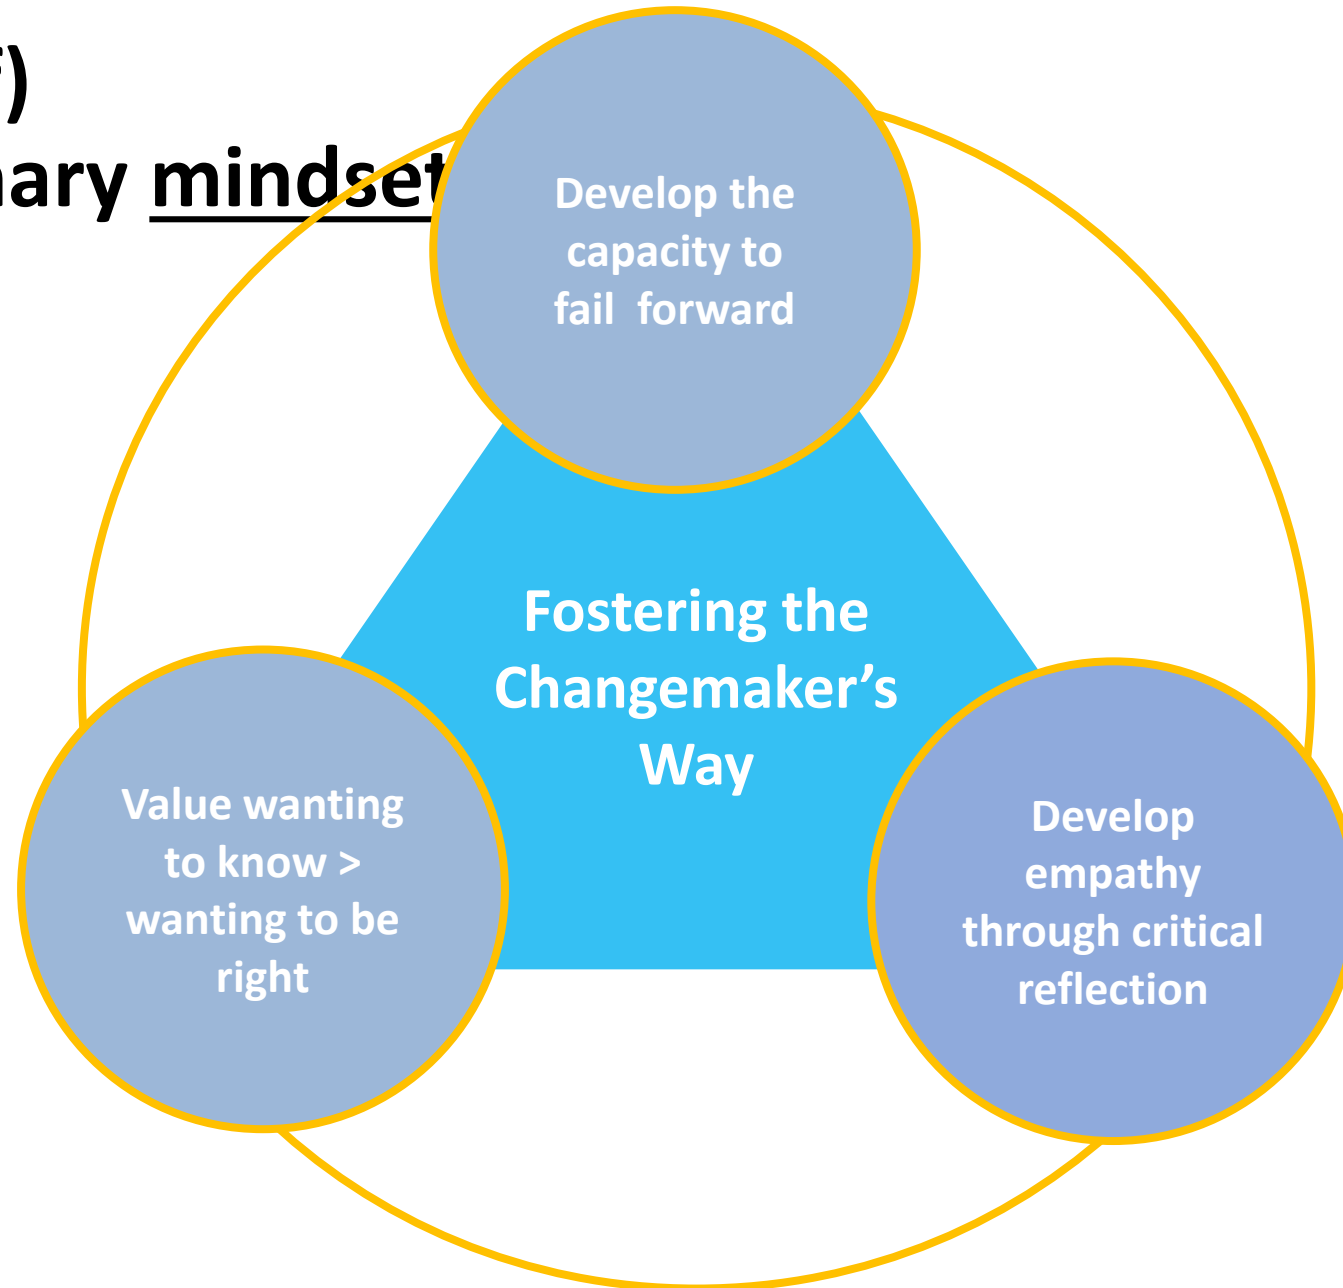 mindset
Develop the
capacity to
fail forward
Fostering the
Changemaker's
Way
Value wanting
to know >
wanting to be
right
Develop
empathy
through critical
reflection